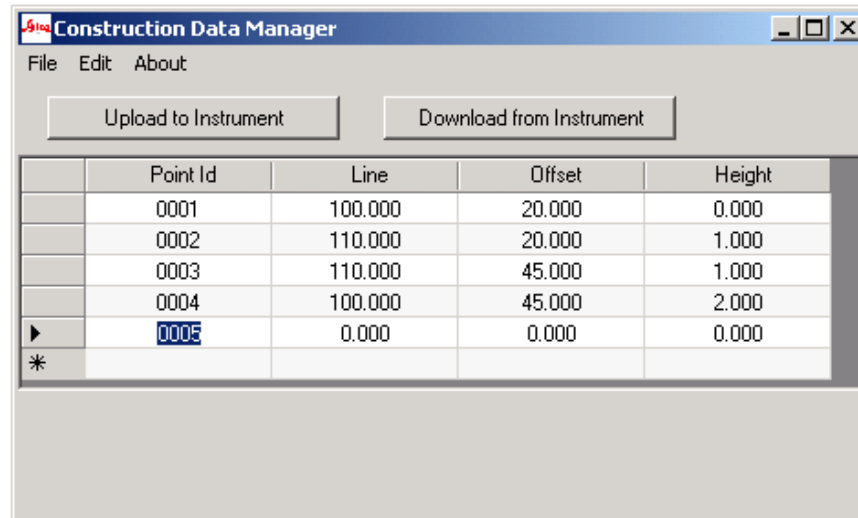 Construction Data Manager
File Edit About
Upload to Instrument Download from Instrument
Point Id Line Offset Height
0001 100.000 20.000 0.000
0002 110.000 20.000 1.000
0003 110.000 45.000 1.000
0004 100.000 45.000 2.000
0005 0.000 0.000 0.000